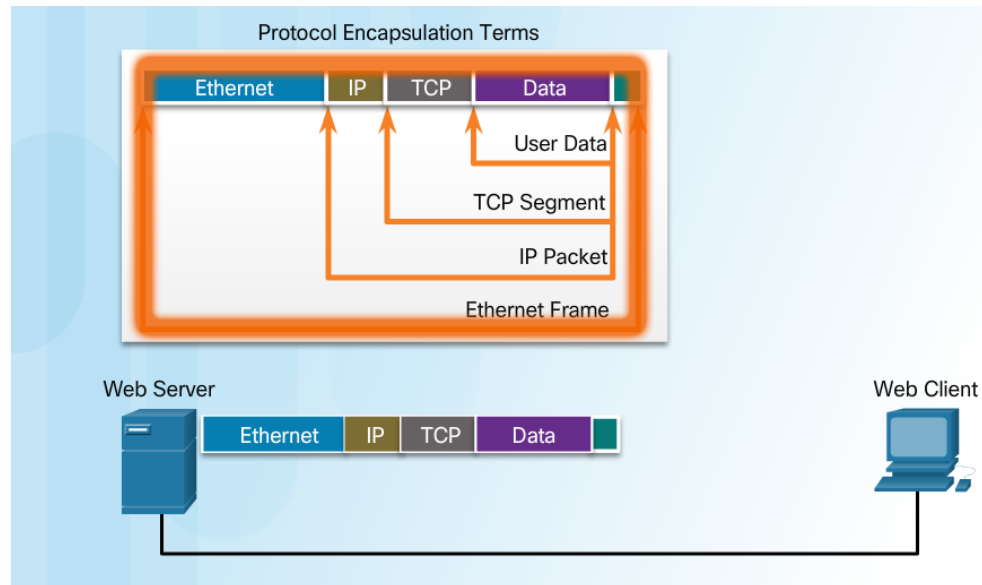 Protocol Encapsulation Terms
Ethernet IP TCP Data
User Data
TCP Segment
IP Packet
Ethernet Frame
Web Server
Web Client
Ethernet IP TCP Data